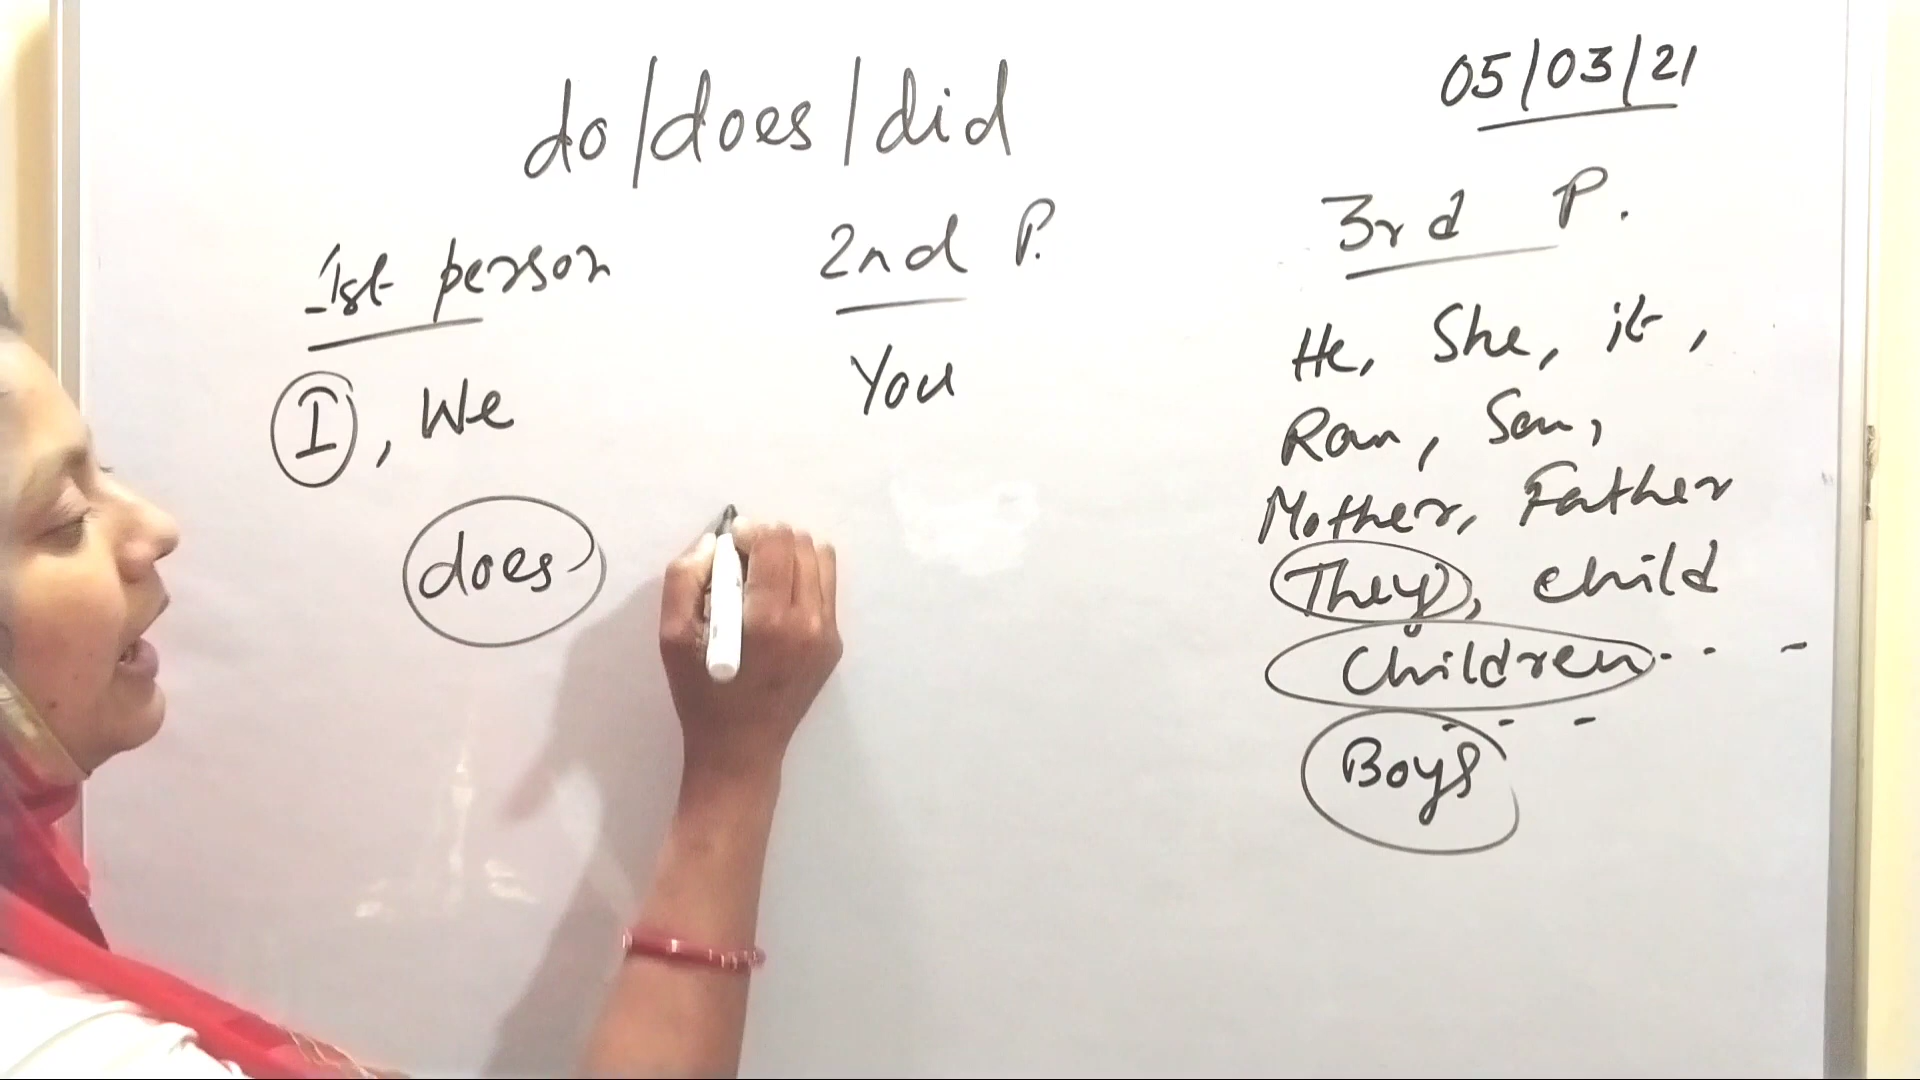 05/03/21
do/does/did
1st person
I, We
2nd P.
You
3rd P.
He, She, it,
Ram, Sam,
Mother, Father
They, child
Children
Boys
does